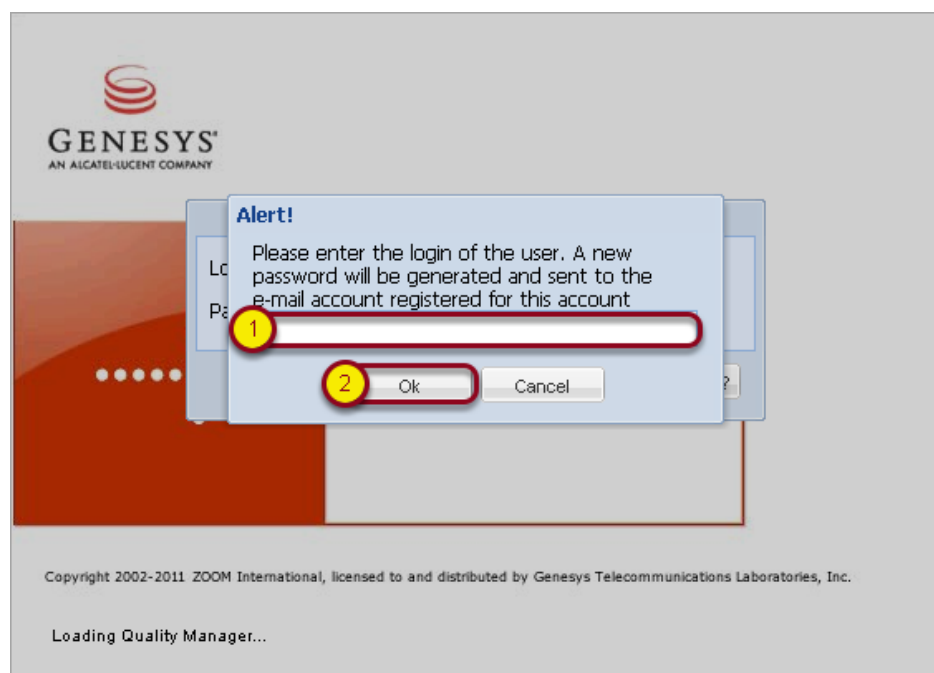 GENESYS
AN ALCATEL-LUCENT COMPANY
Alert!
Please enter the login of the user. A new
password will be generated and sent to the
e-mail account registered for this account
Lo
Pa
1
2
Ok
Cancel
?
Copyright 2002-2011 ZOOM International, licensed to and distributed by Genesys Telecommunications Laboratories, Inc.
Loading Quality Manager...